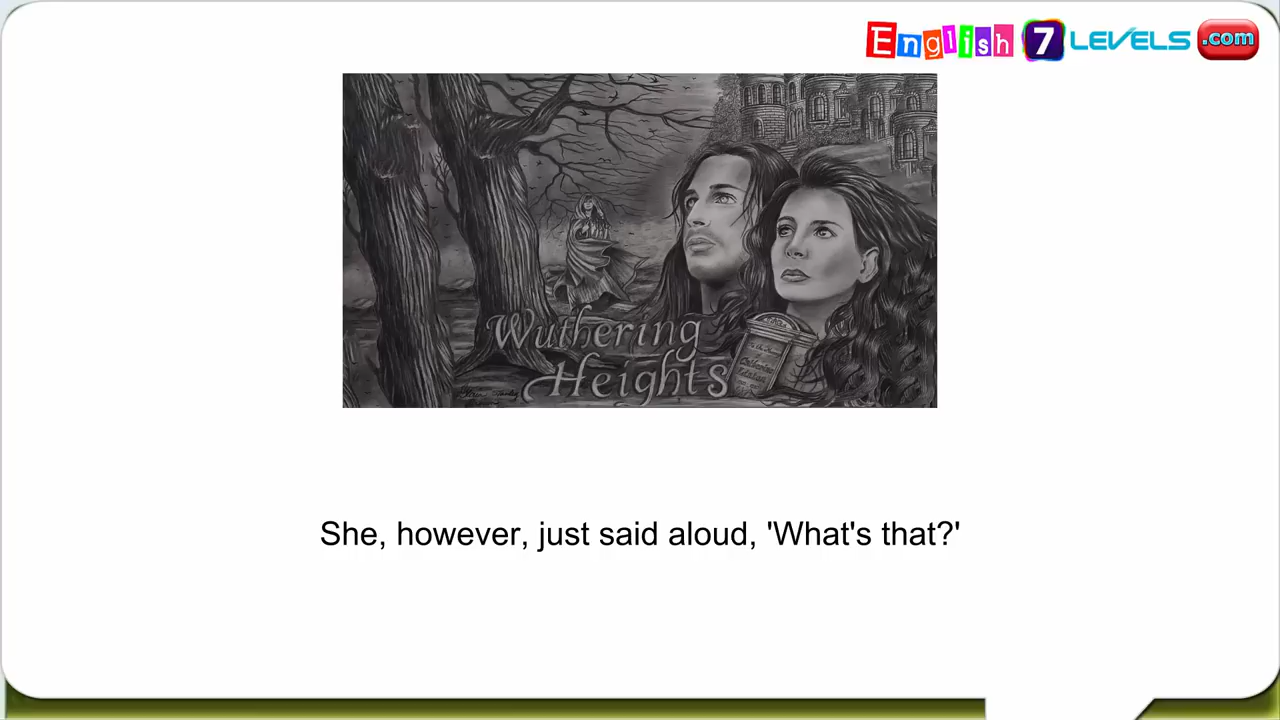 English 7 LEVELS .com
Wuthering
Heights
She, however, just said aloud, 'What's that?'